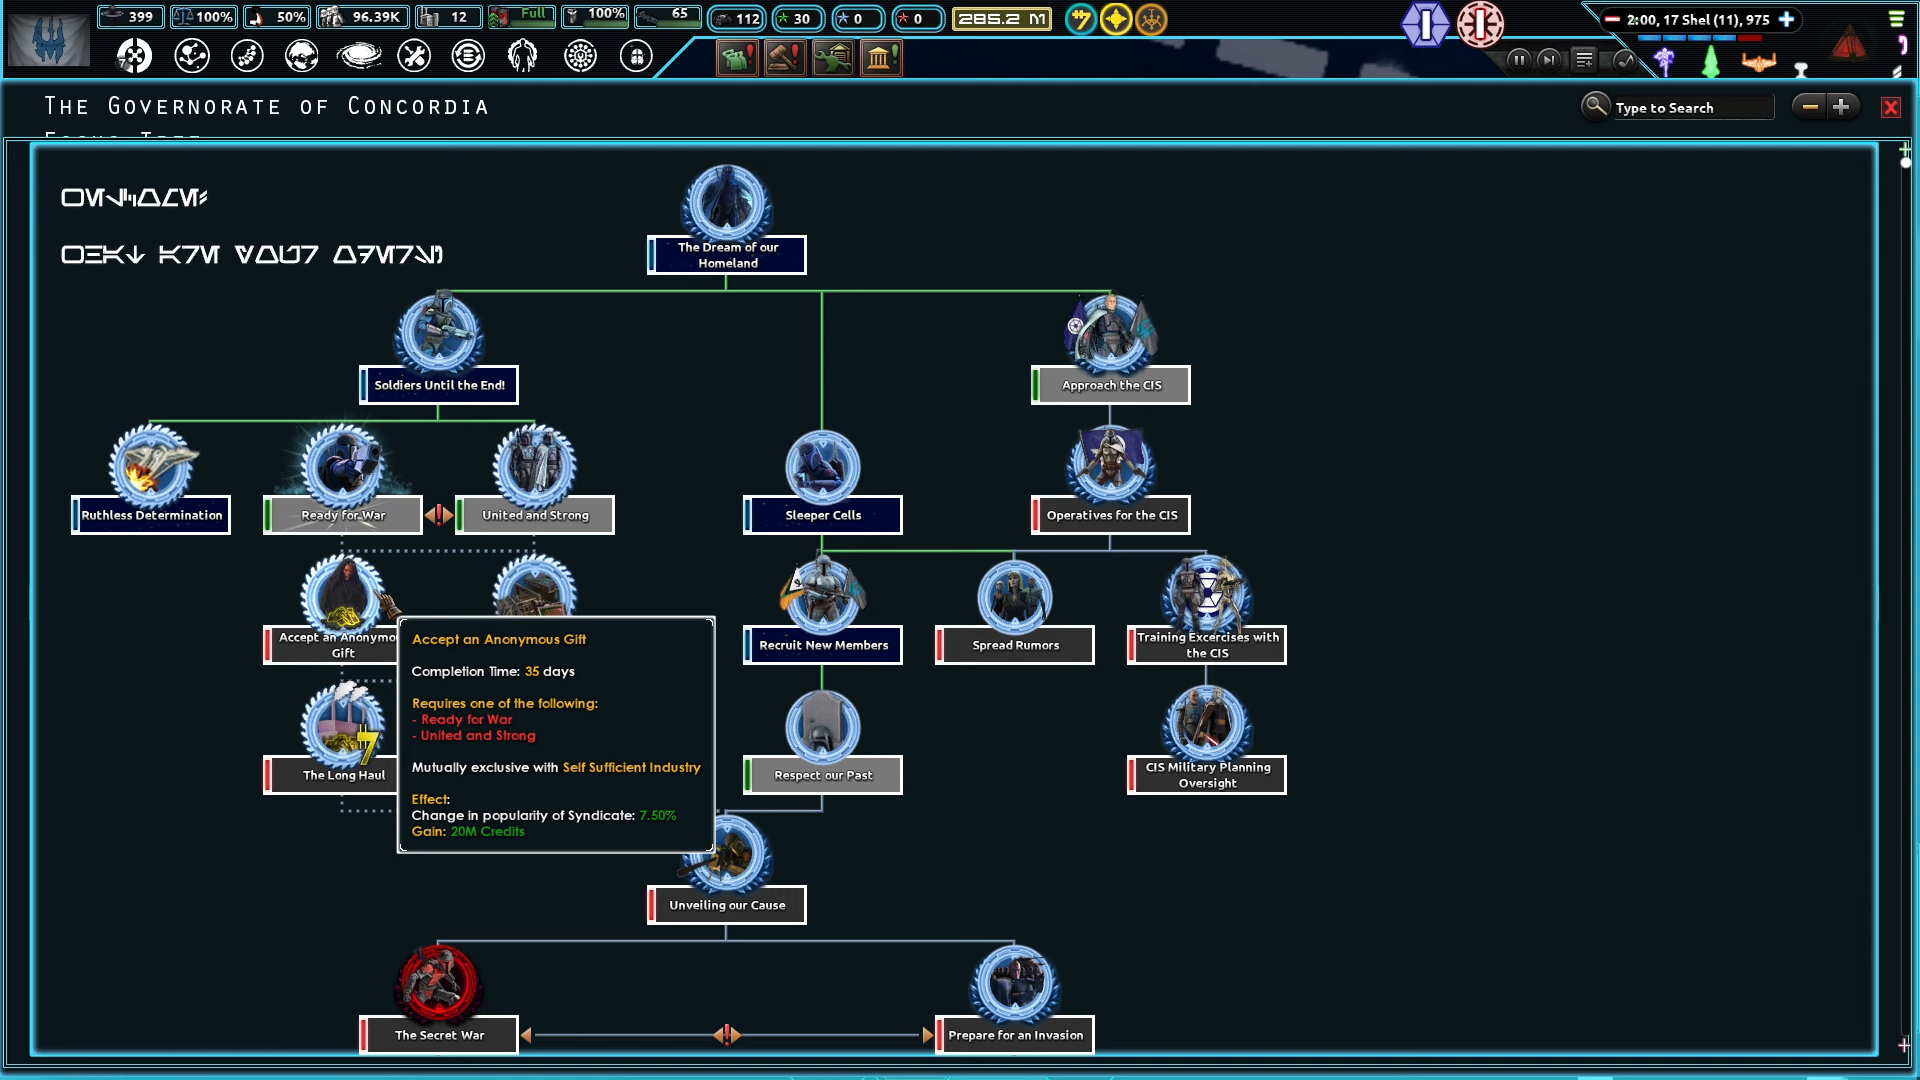 399
100%
50%
96.39K
12
Full
100%
65
112
30
0
0
285.2 M
2:00, 17 Shel (11), 975
7
The Governorate of Concordia
Type to Search
The Dream of our
Homeland
Soldiers Until the End!
Approach the CIS
Ruthless Determination
Ready for War
United and Strong
Sleeper Cells
Operatives for the CIS
Accept an Anonymo
Gift
Recruit New Members
Spread Rumors
Training Excercises with
the CIS
Accept an Anonymous Gift
Completion Time: 35 days
Requires one of the following:
- Ready for War
- United and Strong
Mutually exclusive with Self Sufficient Industry
Effect:
Change in popularity of Syndicate: 7.50%
Gain: 20M Credits
The Long Haul
Respect our Past
CIS Military Planning
Oversight
Unveiling our Cause
The Secret War
Prepare for an Invasion